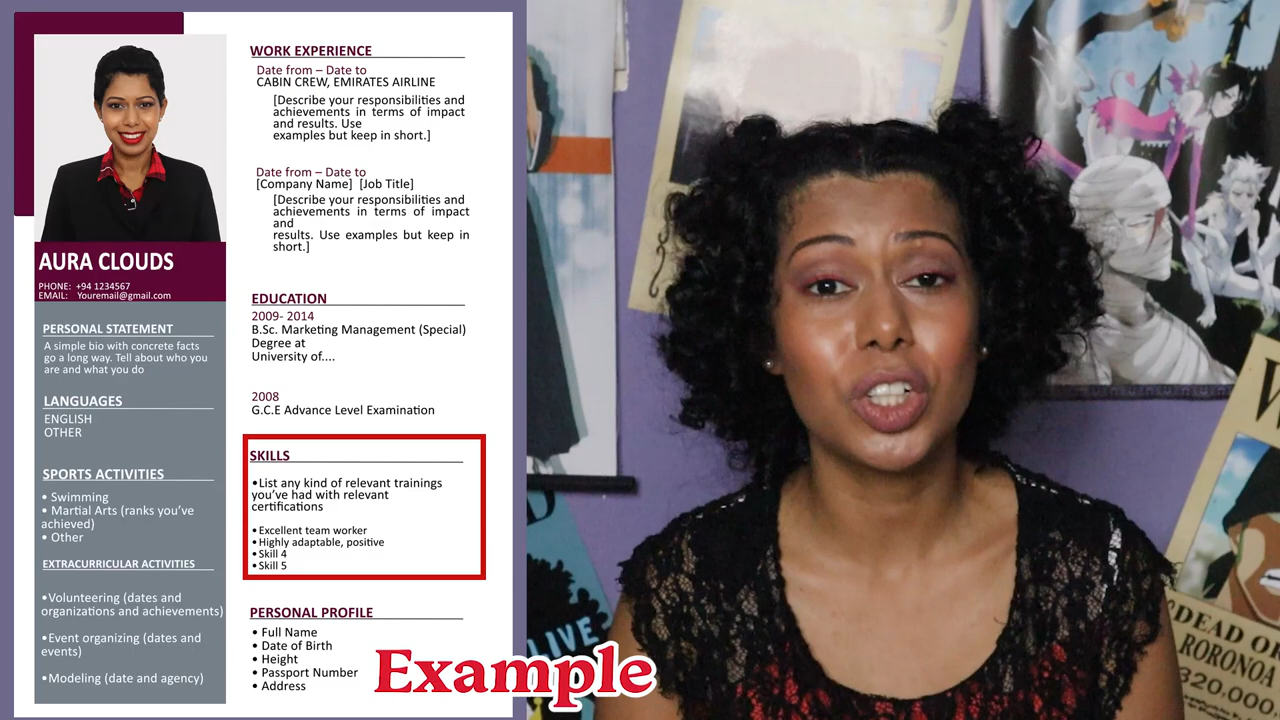 AURA CLOUDS
PHONE: +94 1234567
EMAIL: Youremail@gmail.com
PERSONAL STATEMENT
A simple bio with concrete facts
go a long way. Tell about who you
are and what you do
LANGUAGES
ENGLISH
OTHER
SPORTS ACTIVITIES
• Swimming
• Martial Arts (ranks you've
achieved)
• Other
EXTRACURRICULAR ACTIVITIES
•Volunteering (dates and
organizations and achievements)
•Event organizing (dates and
events)
•Modeling (date and agency)
WORK EXPERIENCE
Date from – Date to
CABIN CREW, EMIRATES AIRLINE
[Describe your responsibilities and
achievements in terms of impact
and results. Use
examples but keep in short.]
Date from – Date to
[Company Name] [Job Title]
[Describe your responsibilities and
achievements in terms of impact
and
results. Use examples but keep in
short.]
EDUCATION
2009- 2014
B.Sc. Marketing Management (Special)
Degree at
University of....
2008
G.C.E Advance Level Examination
SKILLS
•List any kind of relevant trainings
you've had with relevant
certifications
•Excellent team worker
•Highly adaptable, positive
•Skill 4
•Skill 5
PERSONAL PROFILE
• Full Name
• Date of Birth
• Height
• Passport Number
• Address
Example
LIVE
DEAD OR
RORONOA
320.000